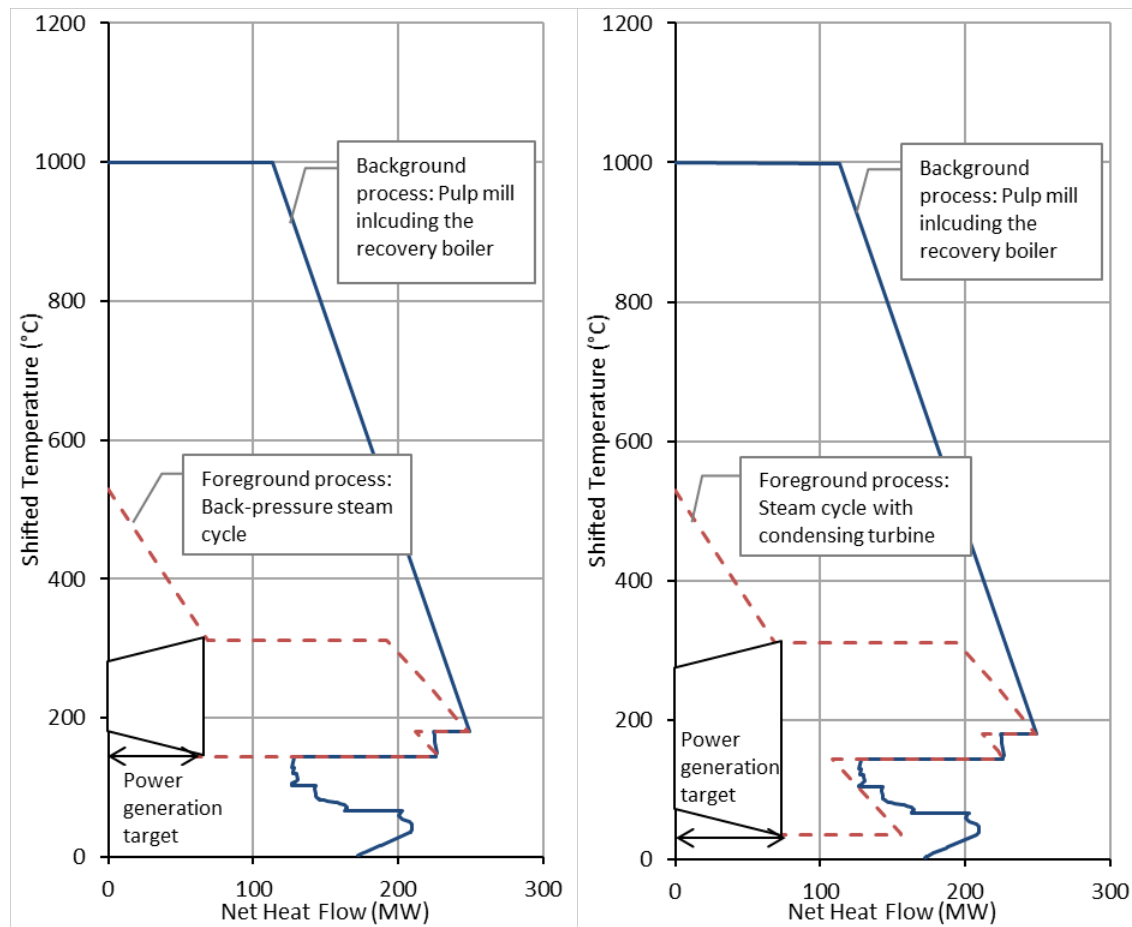 1200
1000
800
600
400
200
0
Shifted Temperature (°C)
Background
process: Pulp mill
inlcuding the
recovery boiler
Foreground process:
Back-pressure steam
cycle
Power
generation
target
0
100
200
300
Net Heat Flow (MW)
1200
1000
800
600
400
200
0
Shifted Temperature (°C)
Background
process: Pulp mill
inlcuding the
recovery boiler
Foreground process:
Steam cycle with
condensing turbine
Power
generation
target
0
100
200
300
Net Heat Flow (MW)